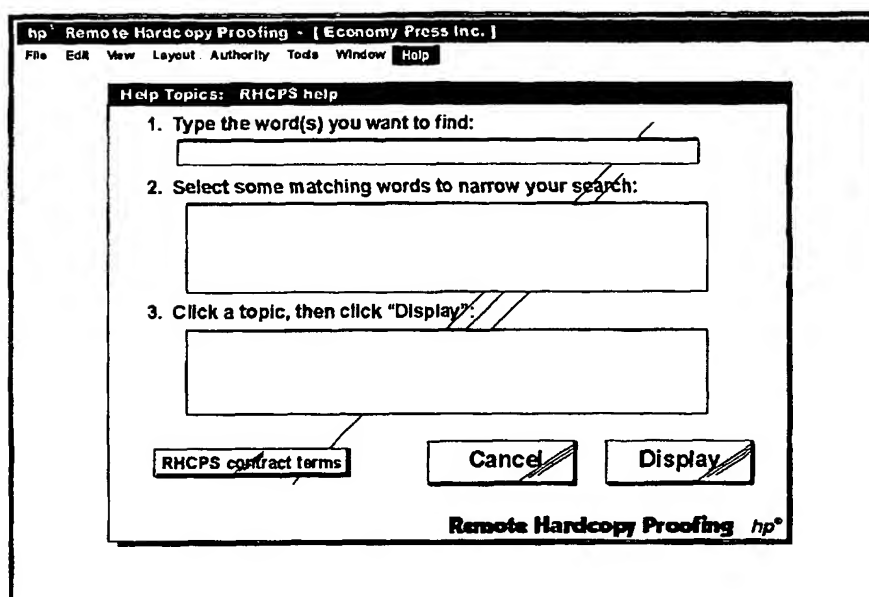 hp° Remote Hardcopy Proofing - [ Economy Press Inc. ]
File Edit View Layout Authority Tools Window Help
Help Topics: RHCPS help
1. Type the word(s) you want to find:
2. Select some matching words to narrow your search:
3. Click a topic, then click "Display":
RHCPS contract terms
Cancel
Display
Remote Hardcopy Proofing hp°